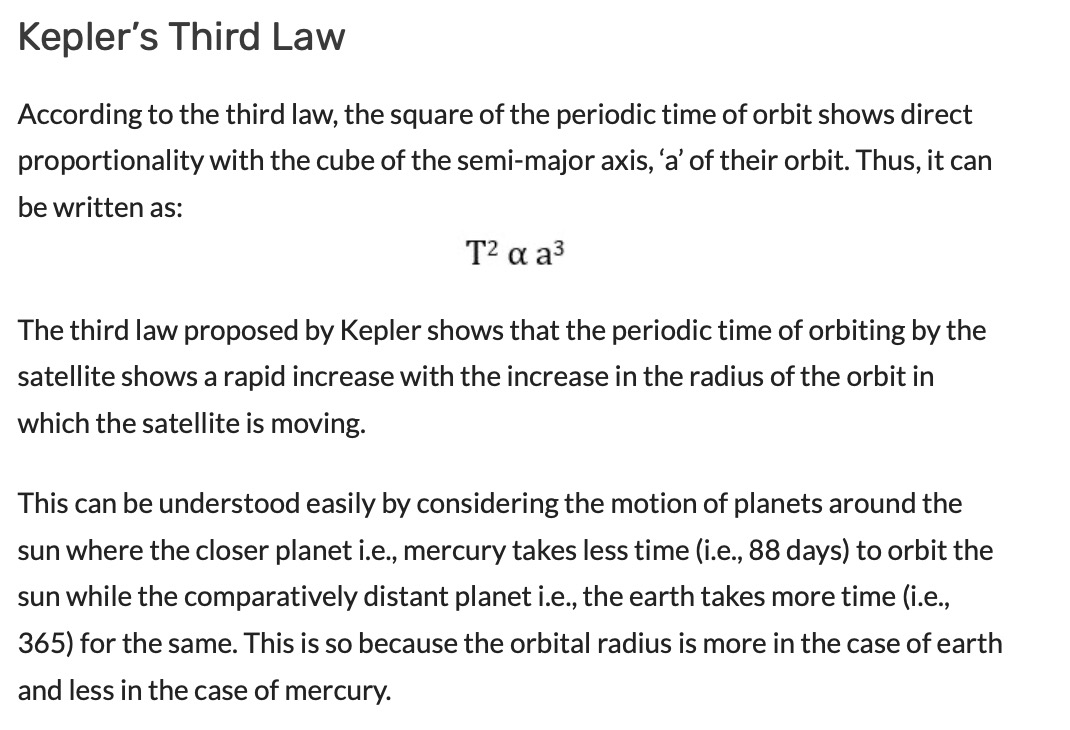 Kepler’s Third Law
According to the third law, the square of the periodic time of orbit shows direct
proportionality with the cube of the semi-major axis, ‘a’ of their orbit. Thus, it can
be written as:
T² α a³
The third law proposed by Kepler shows that the periodic time of orbiting by the
satellite shows a rapid increase with the increase in the radius of the orbit in
which the satellite is moving.
This can be understood easily by considering the motion of planets around the
sun where the closer planet i.e., mercury takes less time (i.e., 88 days) to orbit the
sun while the comparatively distant planet i.e., the earth takes more time (i.e.,
365) for the same. This is so because the orbital radius is more in the case of earth
and less in the case of mercury.